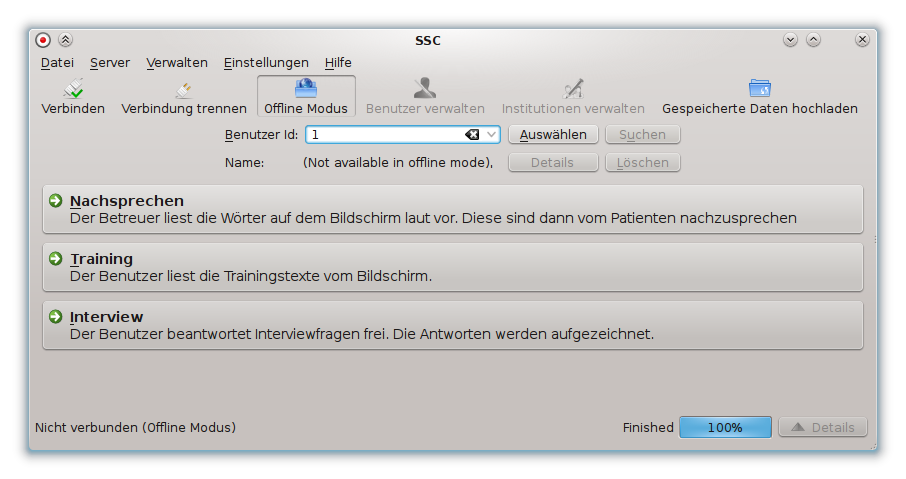 SSC
Datei Server Verwalten Einstellungen Hilfe
Verbinden Verbindung trennen Offline Modus Benutzer verwalten Institutionen verwalten Gespeicherte Daten hochladen
Benutzer Id: 1 Auswählen Suchen
Name: (Not available in offline mode), Details Löschen
Nachsprechen
Der Betreuer liest die Wörter auf dem Bildschirm laut vor. Diese sind dann vom Patienten nachzusprechen
Training
Der Benutzer liest die Trainingstexte vom Bildschirm.
Interview
Der Benutzer beantwortet Interviewfragen frei. Die Antworten werden aufgezeichnet.
Nicht verbunden (Offline Modus) Finished 100% Details